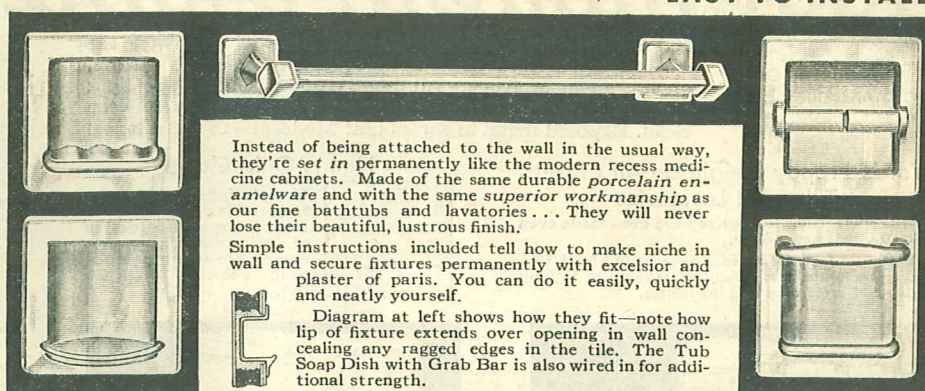 EASY TO INSTALL
Instead of being attached to the wall in the usual way,
they're set in permanently like the modern recess medi-
cine cabinets. Made of the same durable porcelain en-
amelware and with the same superior workmanship as
our fine bathtubs and lavatories . . . They will never
lose their beautiful, lustrous finish.
Simple instructions included tell how to make niche in
wall and secure fixtures permanently with excelsior and
plaster of paris. You can do it easily, quickly
and neatly yourself.
Diagram at left shows how they fit—note how
lip of fixture extends over opening in wall con-
cealing any ragged edges in the tile. The Tub
Soap Dish with Grab Bar is also wired in for addi-
tional strength.